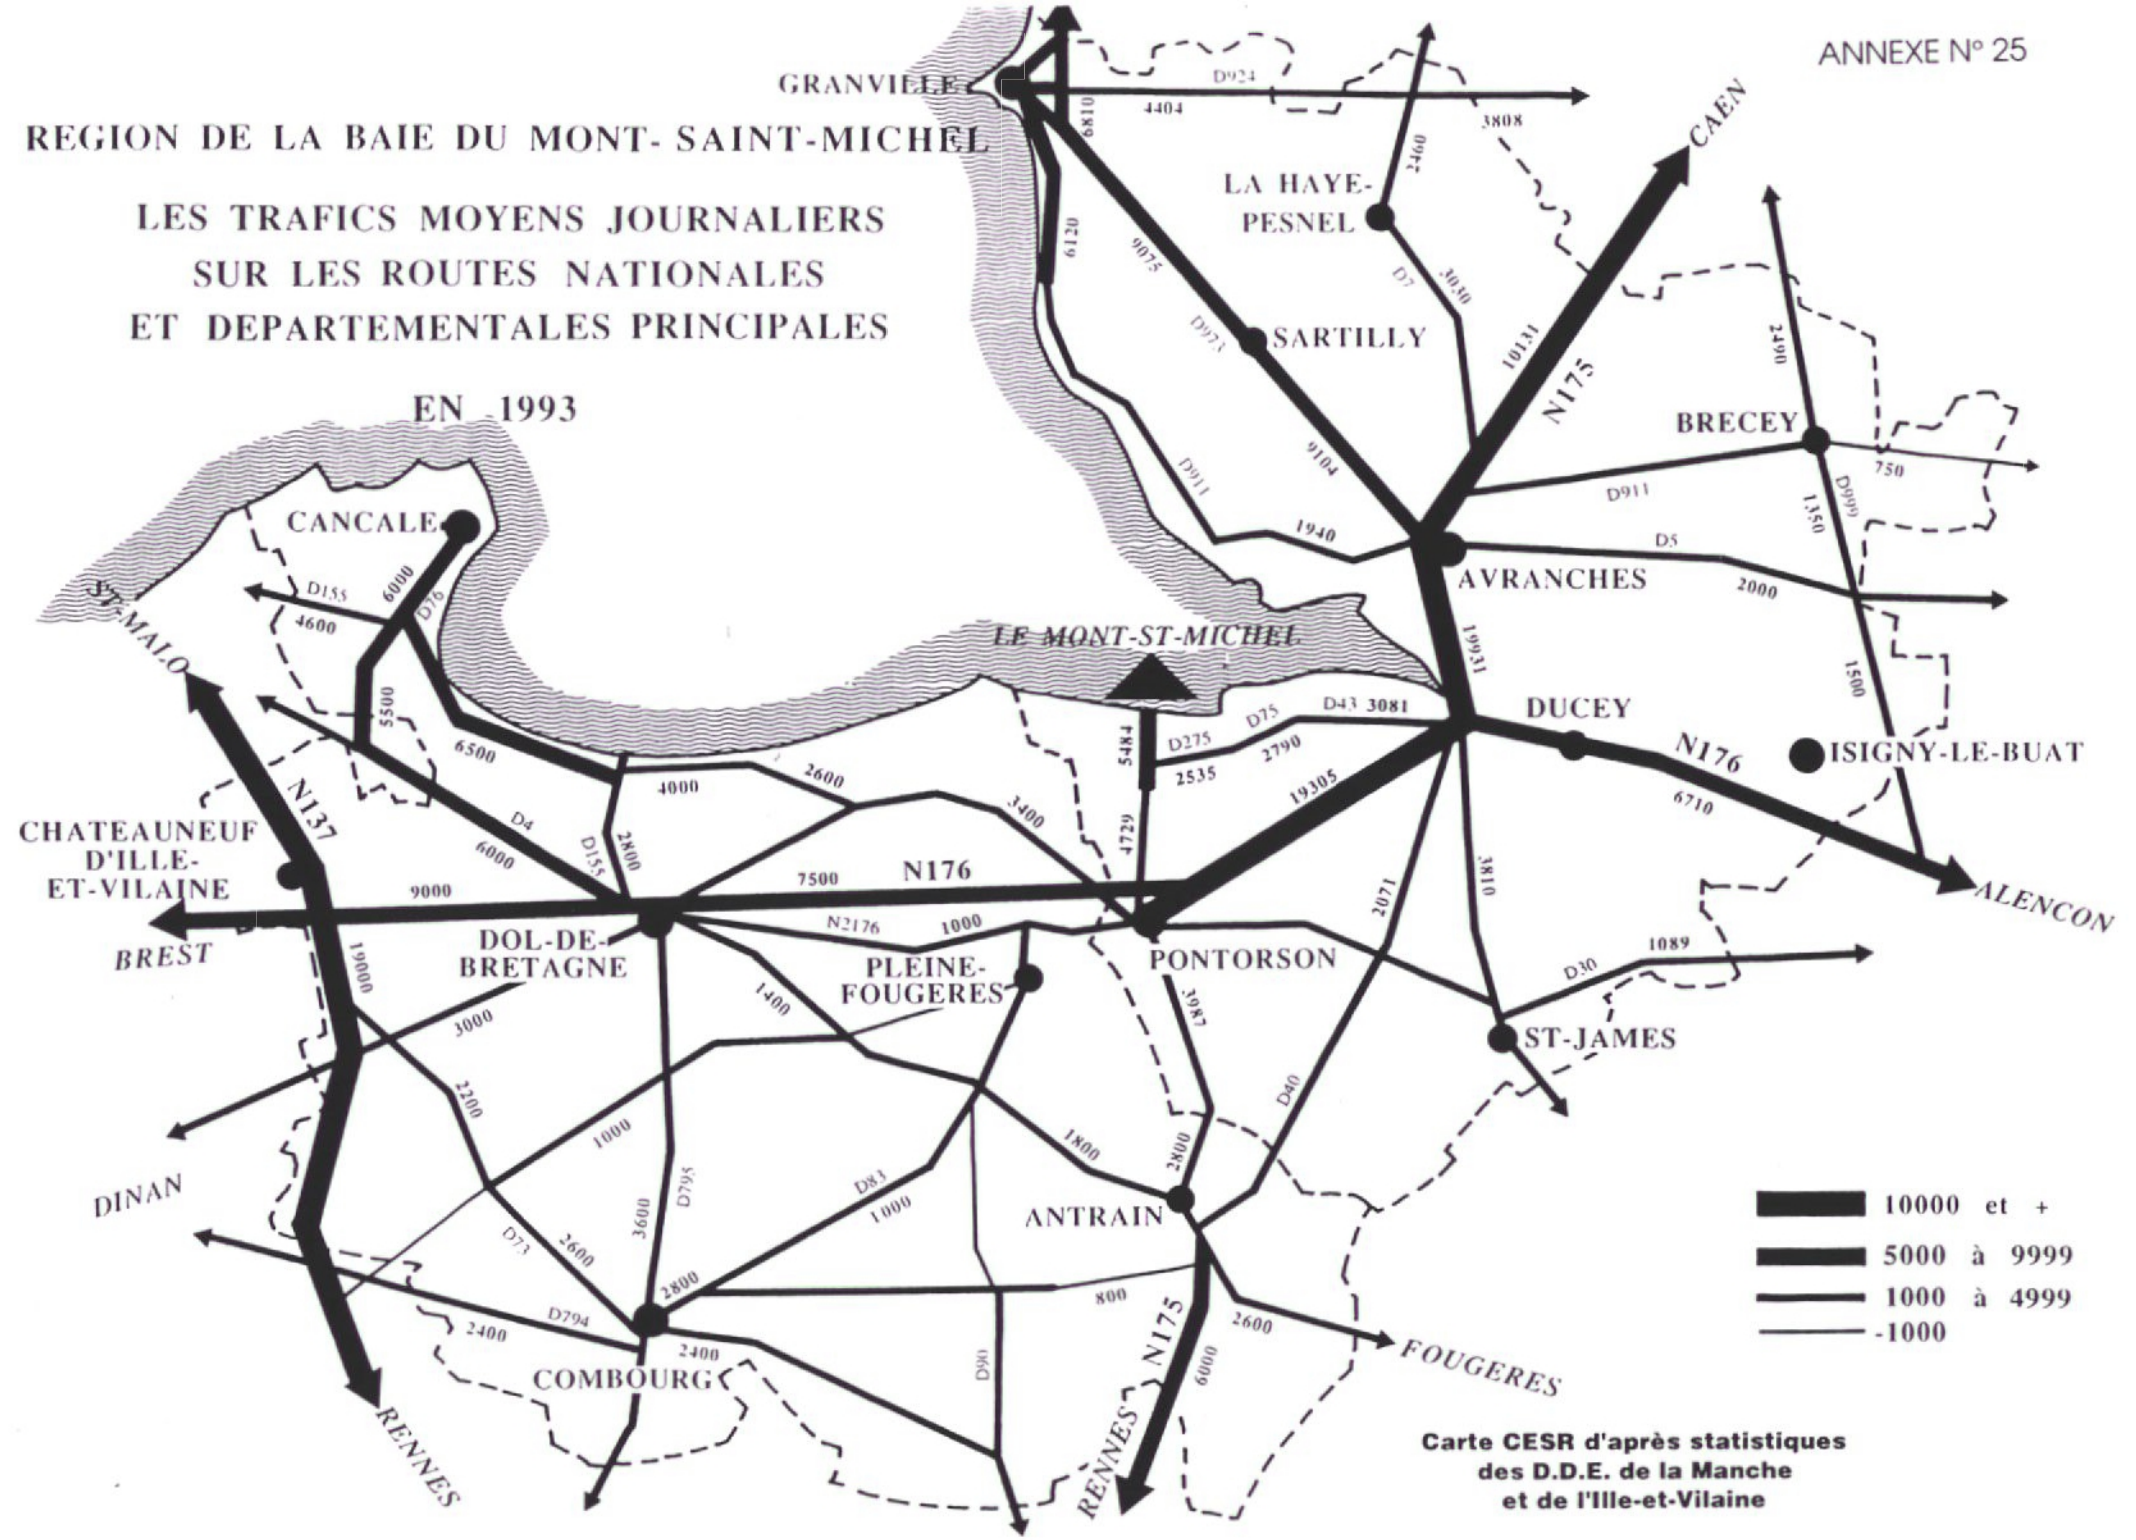 ANNEXE N° 25
GRANVILLE
REGION DE LA BAIE DU MONT- SAINT-MICHEL
LES TRAFICS MOYENS JOURNALIERS
SUR LES ROUTES NATIONALES
ET DEPARTEMENTALES PRINCIPALES
EN 1993
D924
4404
3808
6810
CAEN
2460
LA HAYE-
PESNEL
6120
9075
D7
3030
D973
SARTILLY
10131
N175
2490
BRECEY
750
D911
D999
1350
9104
D911
1940
D5
2000
AVRANCHES
CANCALE
6000
D76
D155
4600
ST-MALO
LE MONT-ST-MICHEL
19931
1500
5500
6500
5484
D275
2535
D75
2790
D43 3081
DUCEY
N176
6710
ISIGNY-LE-BUAT
ALENCON
N137
4000
2600
3400
19305
4729
D4
6000
D155
2800
CHATEAUNEUF
D'ILLE-
ET-VILAINE
9000
7500
N176
3810
2071
BREST
DOL-DE-
BRETAGNE
N2176
1000
PLEINE-
FOUGERES
PONTORSON
D30
1089
19000
3000
1400
3987
ST-JAMES
2200
1000
1800
2800
D40
DINAN
D795
3600
D83
1000
ANTRAIN
D73
2600
2800
D794
2400
2400
COMBOURG
800
D90
N175
6000
2600
FOUGERES
RENNES
RENNES
10000 et +
5000 à 9999
1000 à 4999
-1000
Carte CESR d'après statistiques
des D.D.E. de la Manche
et de l'Ille-et-Vilaine